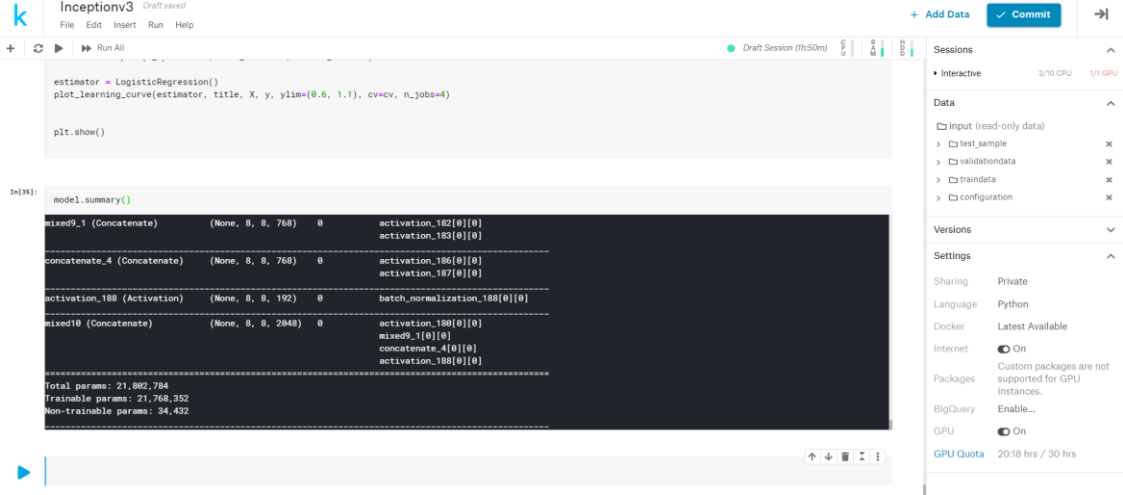 k
Inceptionv3 Draft saved
File Edit Insert Run Help
+ Add Data
Commit
Run All
Draft Session (1h:50m)
CPU
RAM
HDD
estimator = LogisticRegression()
plot_learning_curve(estimator, title, X, y, ylim=(0.6, 1.1), cv=cv, n_jobs=4)
plt.show()
In[35]:
model.summary()
mixed9_1 (Concatenate) (None, 8, 8, 768) 0 activation_182[0][0]
activation_183[0][0]
concatenate_4 (Concatenate) (None, 8, 8, 768) 0 activation_186[0][0]
activation_187[0][0]
activation_188 (Activation) (None, 8, 8, 192) 0 batch_normalization_188[0][0]
mixed10 (Concatenate) (None, 8, 8, 2048) 0 activation_180[0][0]
mixed9_1[0][0]
concatenate_4[0][0]
activation_188[0][0]
Total params: 21,802,784
Trainable params: 21,768,352
Non-trainable params: 34,432
Sessions
Interactive 3/10 CPU 1/1 GPU
Data
input (read-only data)
test_sample
validationdata
traindata
configuration
Versions
Settings
Sharing Private
Language Python
Docker Latest Available
Internet On
Packages Custom packages are not
supported for GPU
instances.
BigQuery Enable...
GPU On
GPU Quota 20:18 hrs / 30 hrs